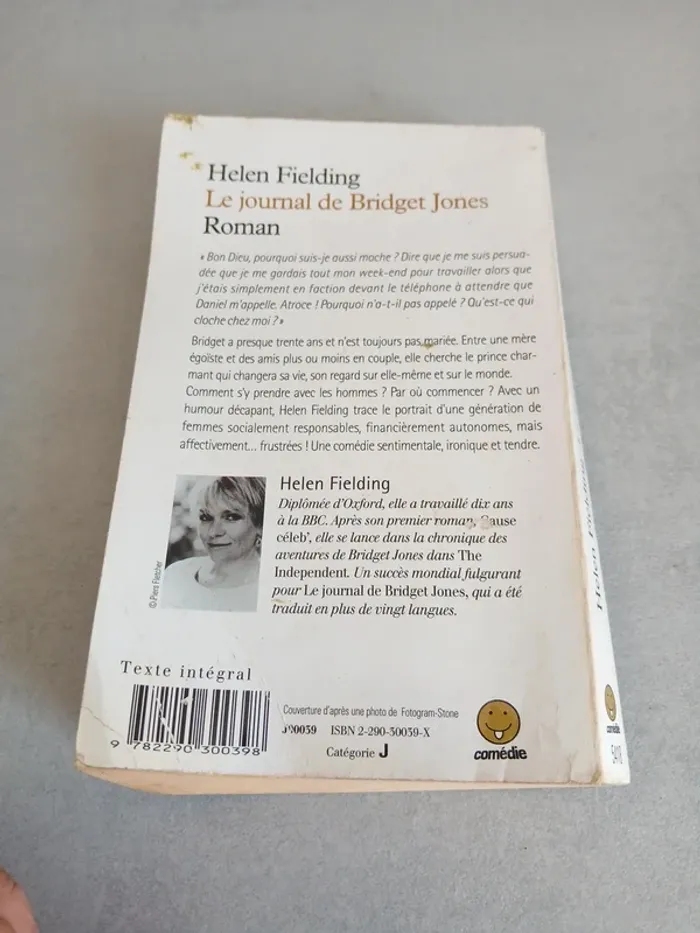 Helen Fielding
Le journal de Bridget Jones
Roman
« Bon Dieu, pourquoi suis-je aussi moche ? Dire que je me suis persua-
dée que je me gardais tout mon week-end pour travailler alors que
j'étais simplement en faction devant le téléphone à attendre que
Daniel m'appelle. Atroce ! Pourquoi n'a-t-il pas appelé ? Qu'est-ce qui
cloche chez moi ? »
Bridget a presque trente ans et n'est toujours pas mariée. Entre une mère
égoïste et des amis plus ou moins en couple, elle cherche le prince char-
mant qui changera sa vie, son regard sur elle-même et sur le monde.
Comment s'y prendre avec les hommes ? Par où commencer ? Avec un
humour décapant, Helen Fielding trace le portrait d'une génération de
femmes socialement responsables, financièrement autonomes, mais
affectivement... frustrées ! Une comédie sentimentale, ironique et tendre.
Helen Fielding
Diplômée d'Oxford, elle a travaillé dix ans
à la BBC. Après son premier roman, Cause
céleb', elle se lance dans la chronique des
aventures de Bridget Jones dans The
Independent. Un succès mondial fulgurant
pour Le journal de Bridget Jones, qui a été
traduit en plus de vingt langues.
© Piers Fletcher
Texte intégral
9 782290 300398
Couverture d'après une photo de Fotogram-Stone
J30039 ISBN 2-290-30039-X
Catégorie J
comédie
Helen Fielding
5418